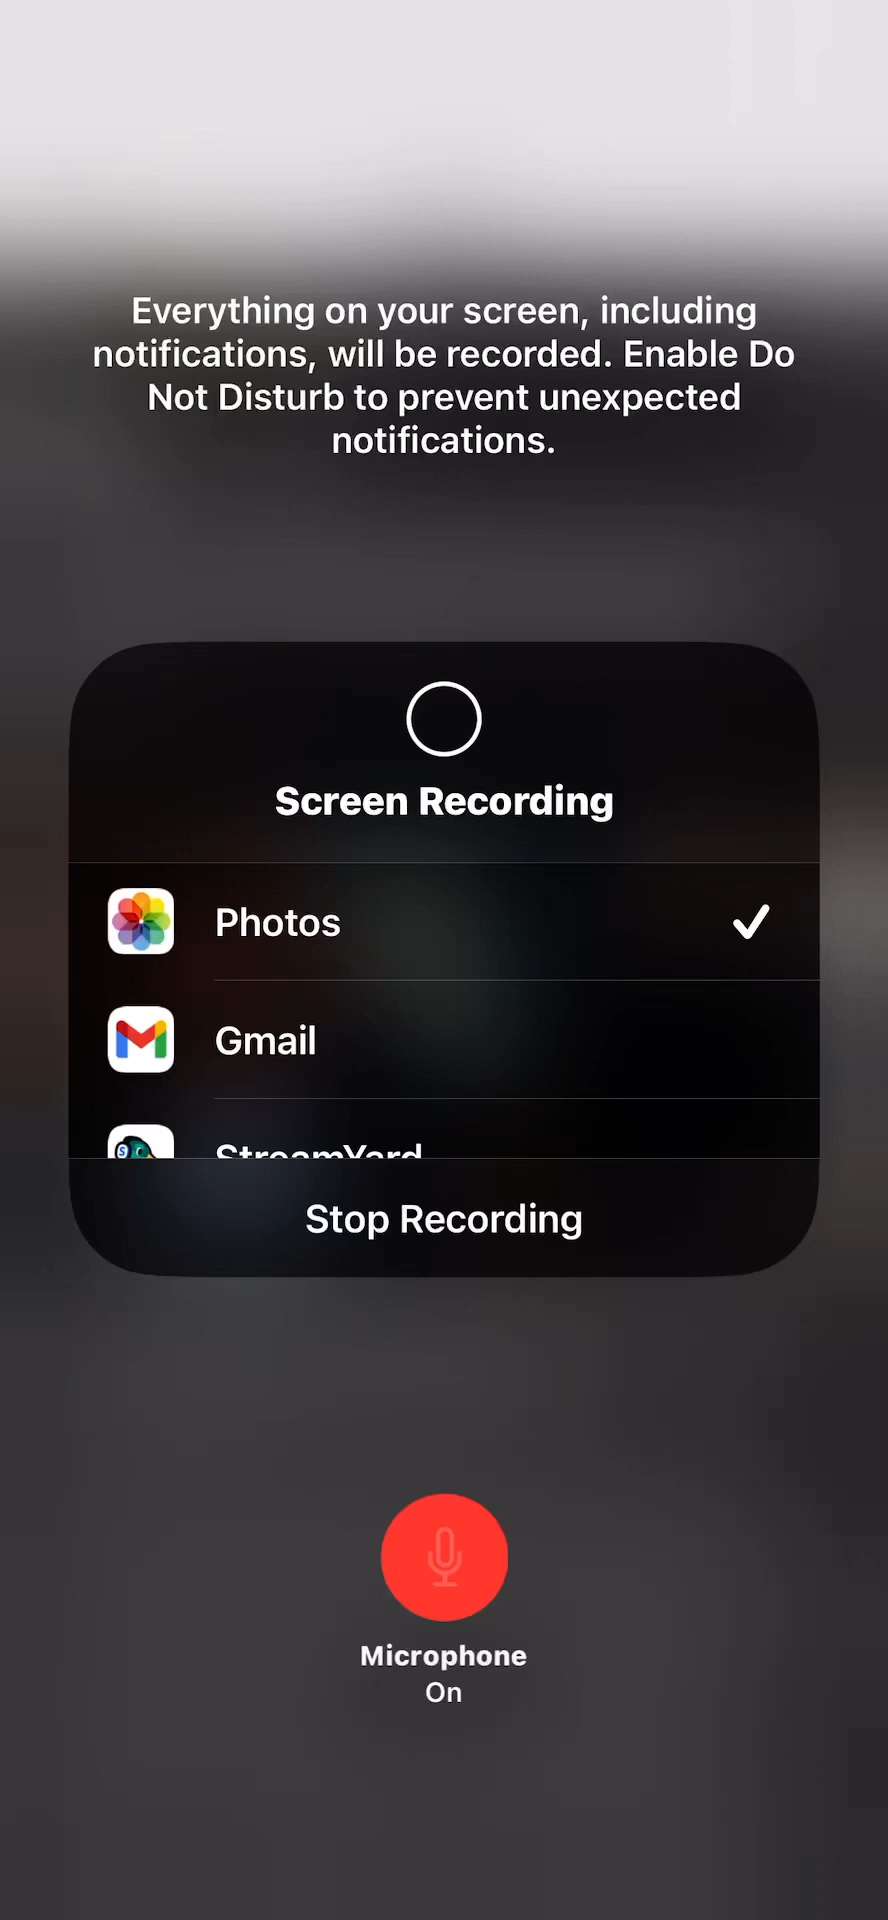 Everything on your screen, including
notifications, will be recorded. Enable Do
Not Disturb to prevent unexpected
notifications.
Screen Recording
Photos
Gmail
StreamYard
Stop Recording
Microphone
On